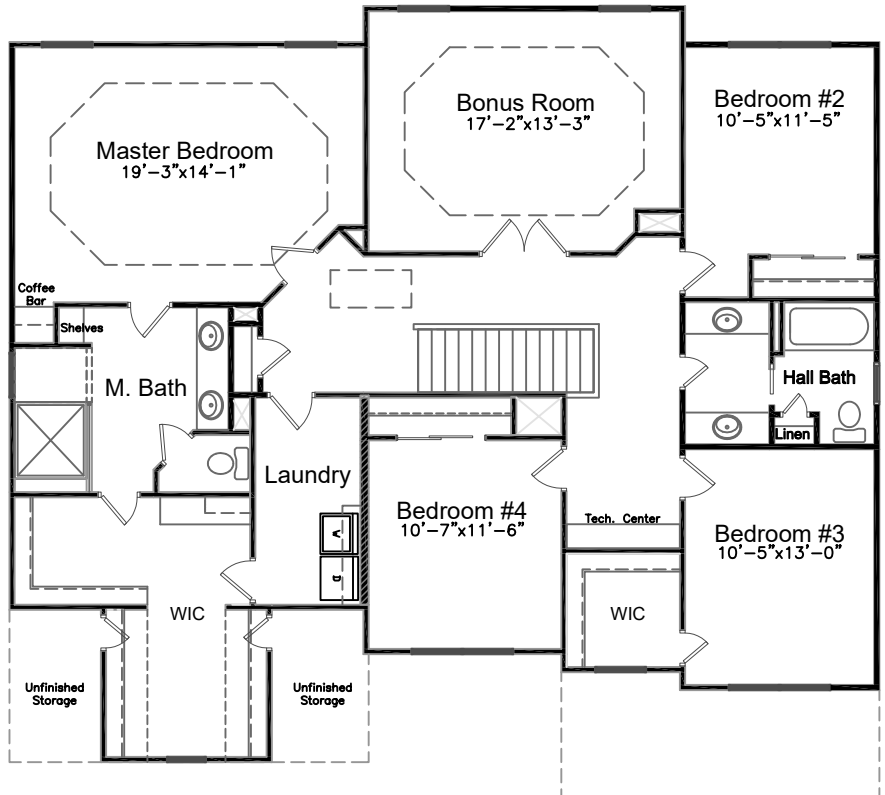 Master Bedroom
19'-3"x14'-1"
Bonus Room
17'-2"x13'-3"
Bedroom #2
10'-5"x11'-5"
Coffee
Bar
Shelves
M. Bath
Hall Bath
Linen
Laundry
W
D
Bedroom #4
10'-7"x11'-6"
Tech. Center
Bedroom #3
10'-5"x13'-0"
WIC
WIC
Unfinished
Storage
Unfinished
Storage